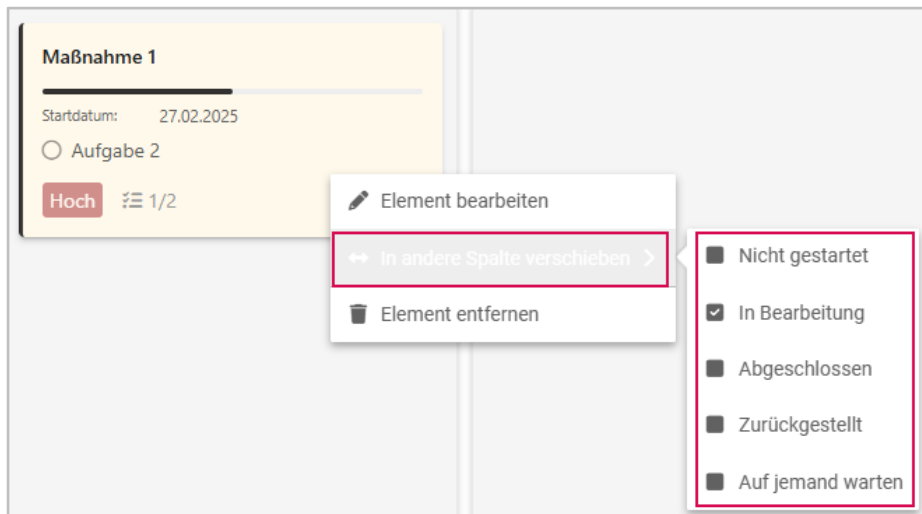 Maßnahme 1
Startdatum: 27.02.2025
Aufgabe 2
Hoch 1/2
Element bearbeiten
In andere Spalte verschieben
Element entfernen
Nicht gestartet
In Bearbeitung
Abgeschlossen
Zurückgestellt
Auf jemand warten